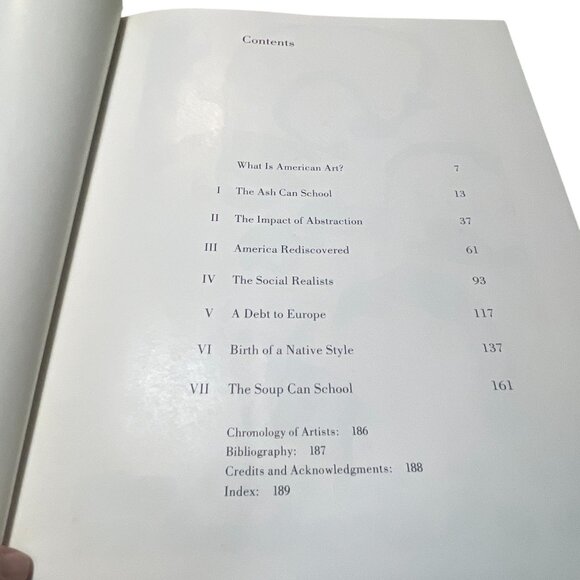 Contents
What Is American Art? 7
I The Ash Can School 13
II The Impact of Abstraction 37
III America Rediscovered 61
IV The Social Realists 93
V A Debt to Europe 117
VI Birth of a Native Style 137
VII The Soup Can School 161
Chronology of Artists: 186
Bibliography: 187
Credits and Acknowledgments: 188
Index: 189